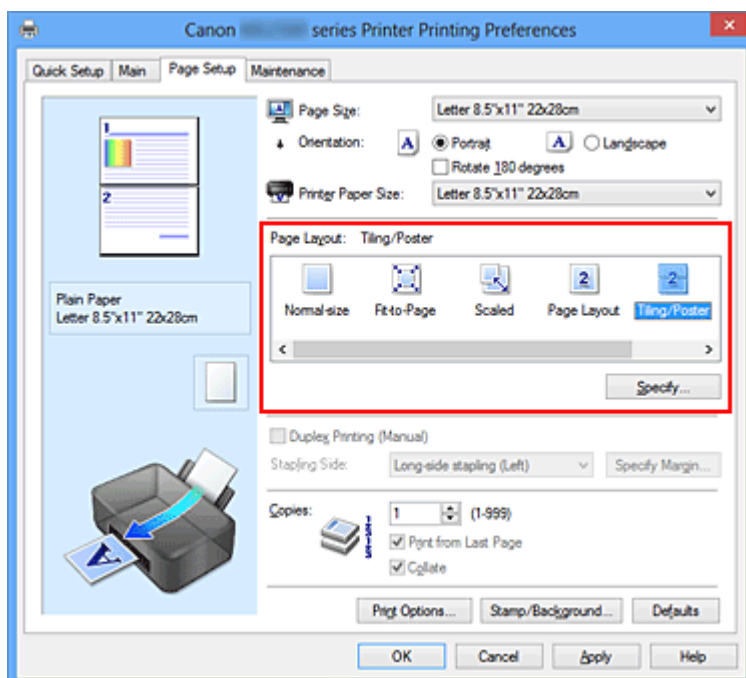 Canon series Printer Printing Preferences
Quick Setup Main Page Setup Maintenance
1
2
Plain Paper
Letter 8.5"x11" 22x28cm
A
Page Size: Letter 8.5"x11" 22x28cm
Orientation: A Portrait A Landscape
Rotate 180 degrees
Printer Paper Size: Letter 8.5"x11" 22x28cm
Page Layout: Tiling/Poster
2 2
Normal-size Fit-to-Page Scaled Page Layout Tiling/Poster
Specify...
Duplex Printing (Manual)
Stapling Side: Long-side stapling (Left) Specify Margin...
Copies: 1 (1-999)
Print from Last Page
Collate
Print Options... Stamp/Background... Defaults
OK Cancel Apply Help